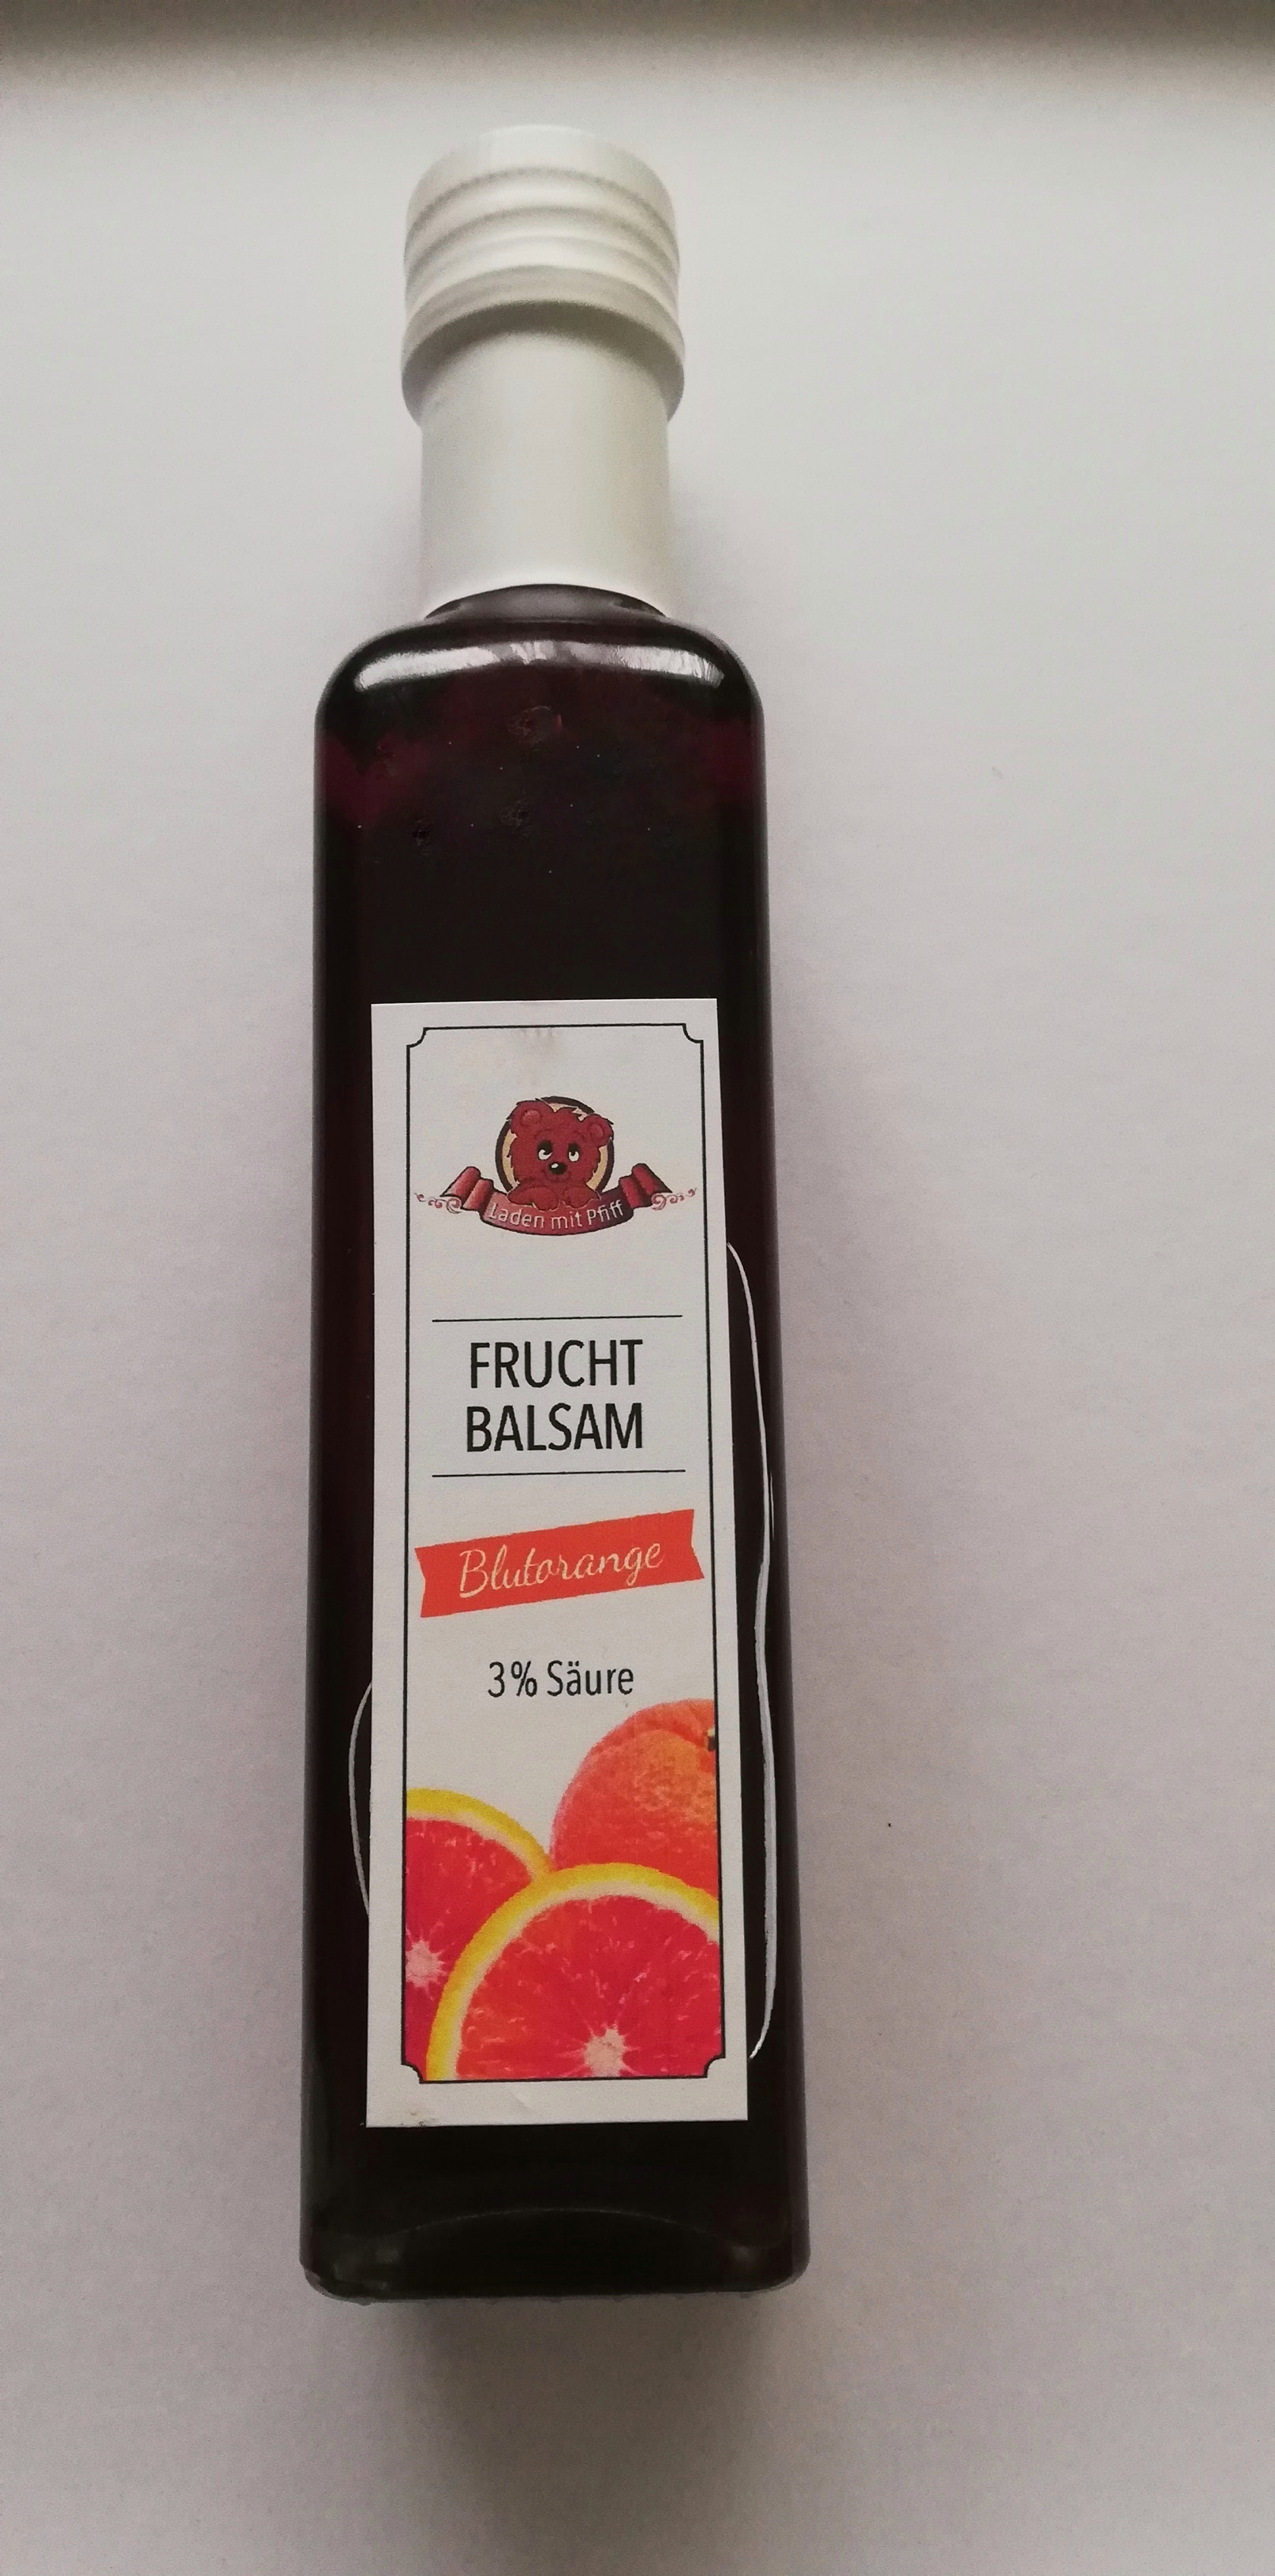 Laden mit Pfiff
FRUCHT
BALSAM
Blutorange
3% Säure